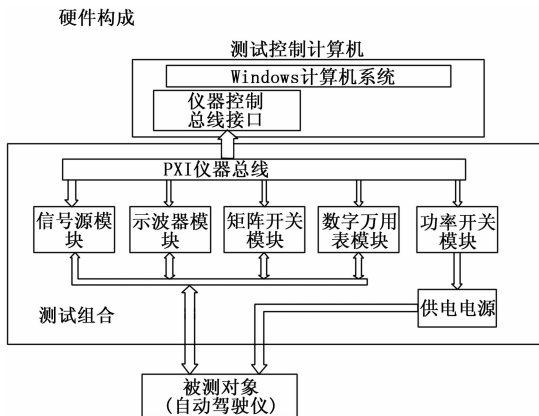 硬件构成
测试控制计算机
Windows计算机系统
仪器控制
总线接口
PXI仪器总线
信号源模
块
示波器模
块
矩阵开关
模块
数字万用
表模块
功率开关
模块
供电电源
测试组合
被测对象
(自动驾驶仪)